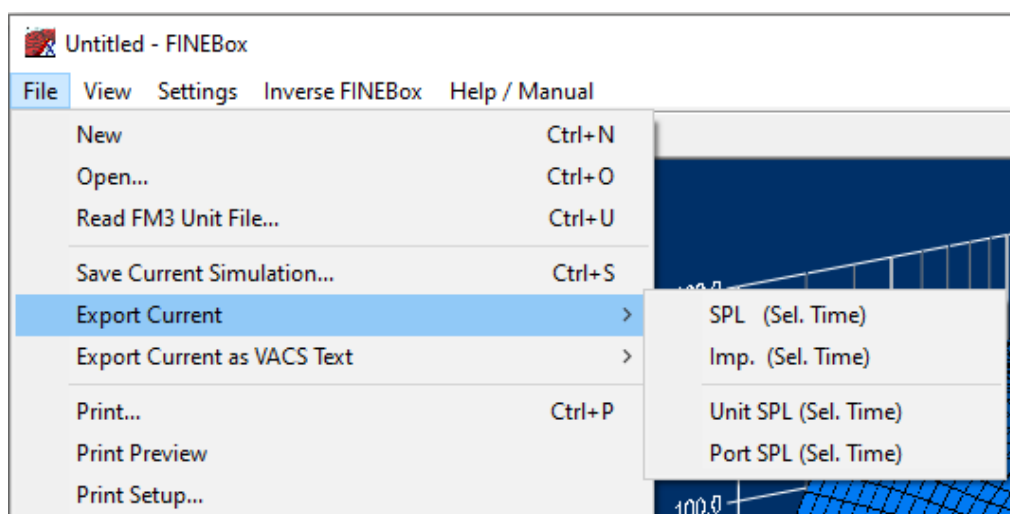 Untitled - FINEBox
File View Settings Inverse FINEBox Help / Manual
New Ctrl+N
Open... Ctrl+O
Read FM3 Unit File... Ctrl+U
Save Current Simulation... Ctrl+S
Export Current
Export Current as VACS Text
Print... Ctrl+P
Print Preview
Print Setup...
SPL (Sel. Time)
Imp. (Sel. Time)
Unit SPL (Sel. Time)
Port SPL (Sel. Time)
100.0